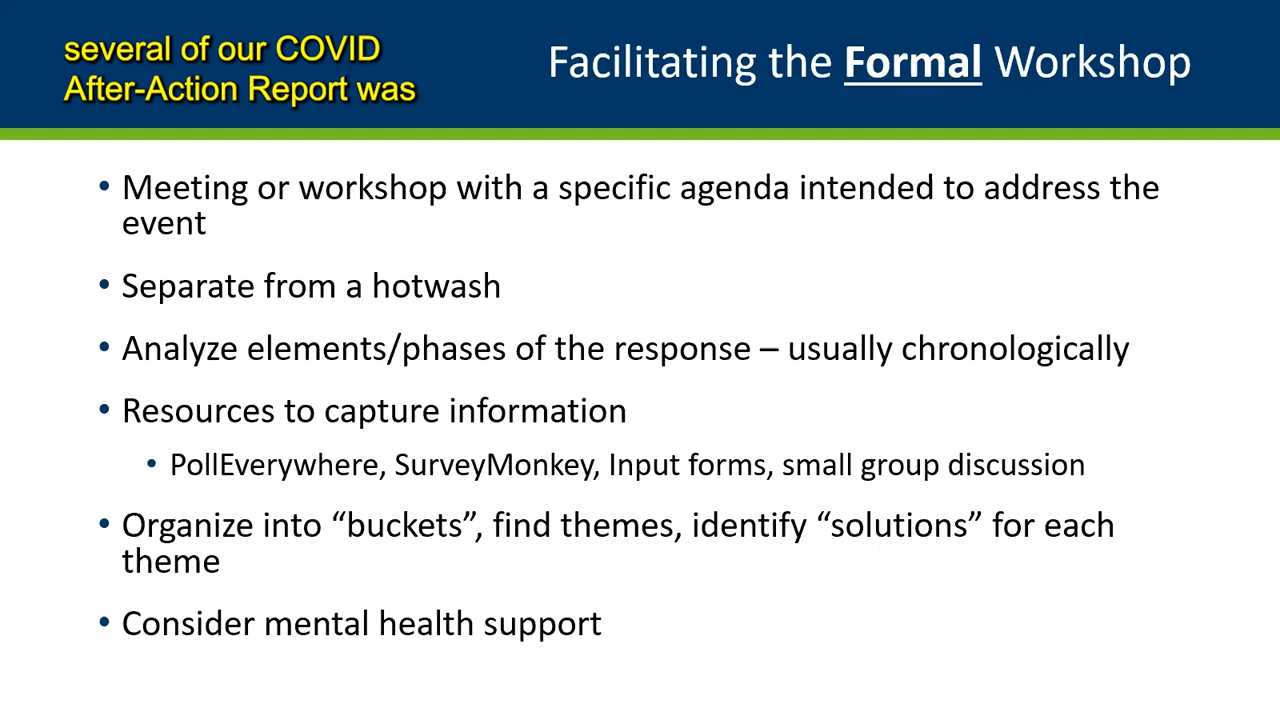 several of our COVID
After-Action Report was
Facilitating the Formal Workshop
• Meeting or workshop with a specific agenda intended to address the
event
• Separate from a hotwash
• Analyze elements/phases of the response – usually chronologically
• Resources to capture information
• PollEverywhere, SurveyMonkey, Input forms, small group discussion
• Organize into “buckets”, find themes, identify “solutions” for each
theme
• Consider mental health support